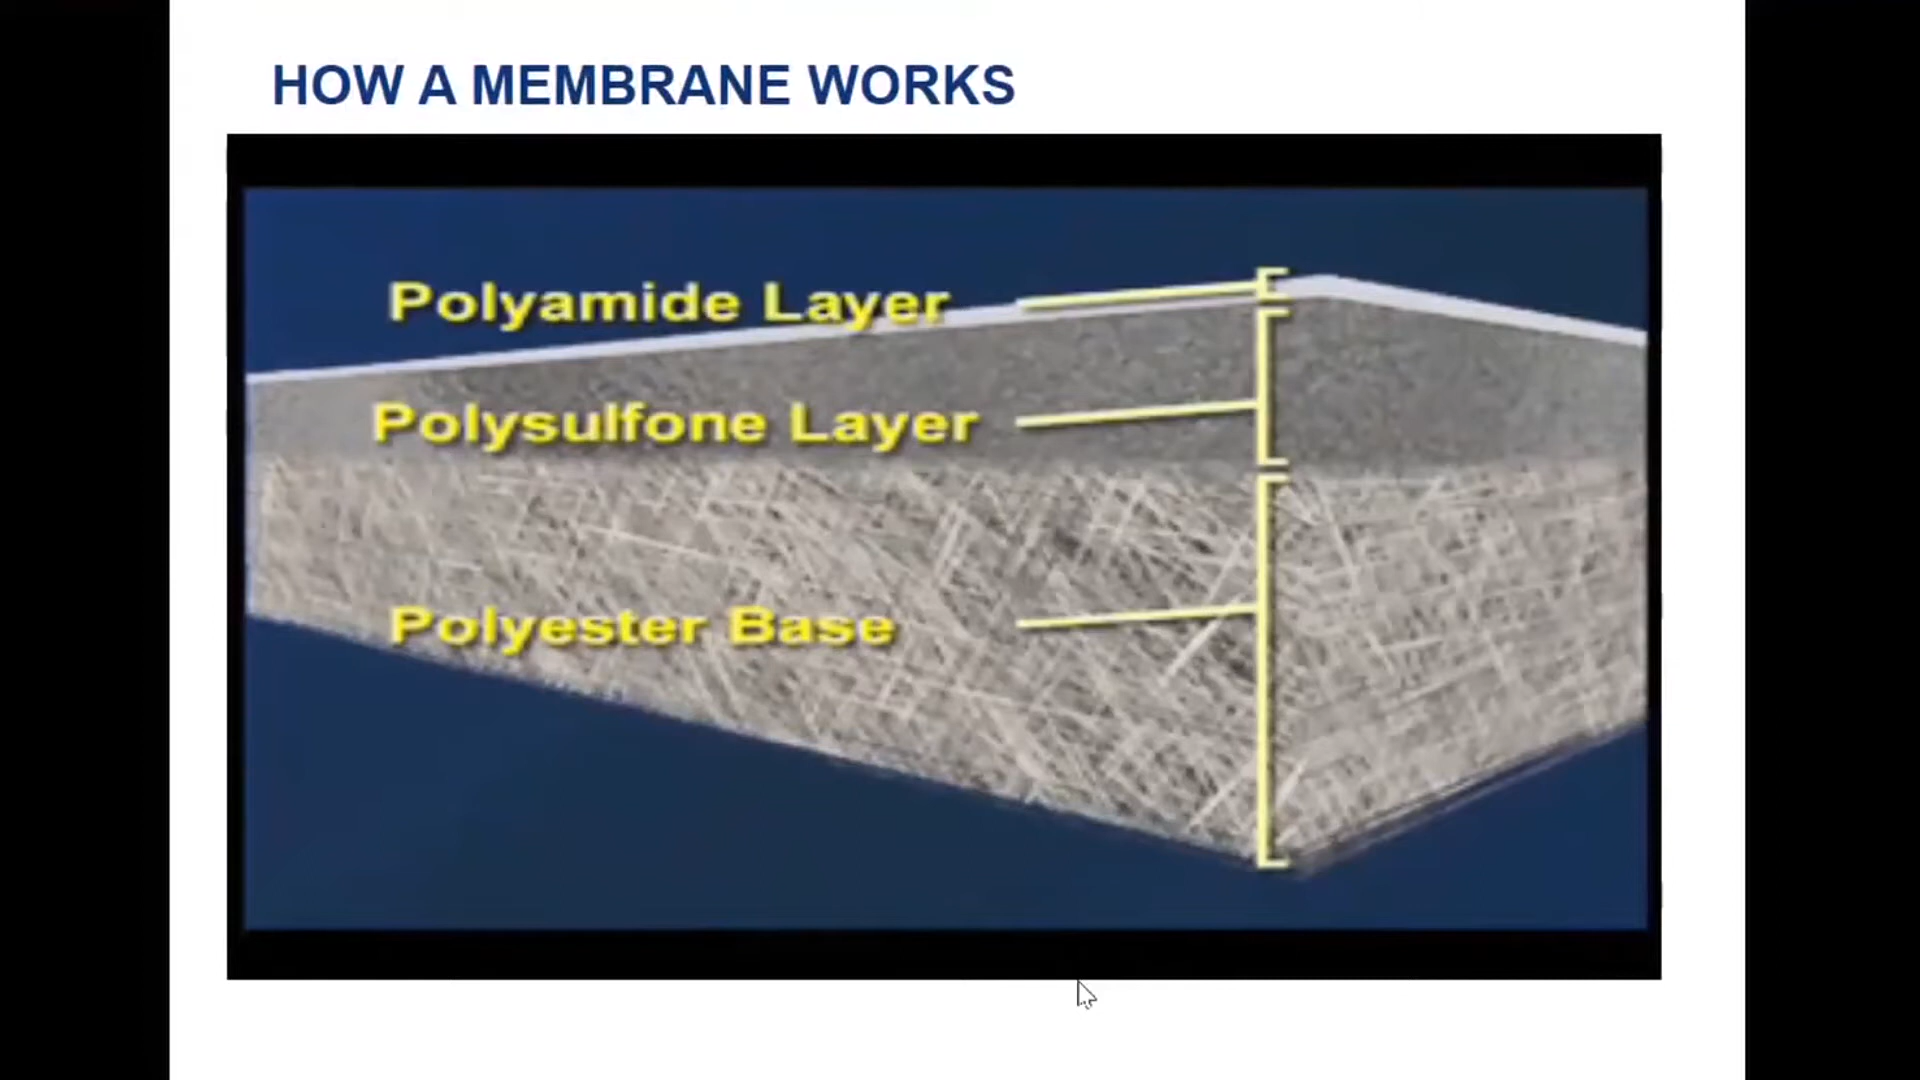 HOW A MEMBRANE WORKS
Polyamide Layer
Polysulfone Layer
Polyester Base